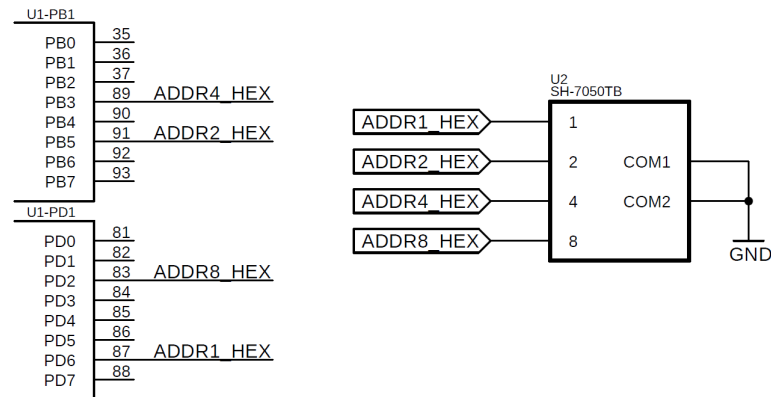 U1-PB1
PB0 35
PB1 36
PB2 37
PB3 89 ADDR4_HEX
PB4 90
PB5 91 ADDR2_HEX
PB6 92
PB7 93
U1-PD1
PD0 81
PD1 82
PD2 83 ADDR8_HEX
PD3 84
PD4 85
PD5 86
PD6 87 ADDR1_HEX
PD7 88
U2
SH-7050TB
ADDR1_HEX 1
ADDR2_HEX 2 COM1
ADDR4_HEX 4 COM2
ADDR8_HEX 8
GND